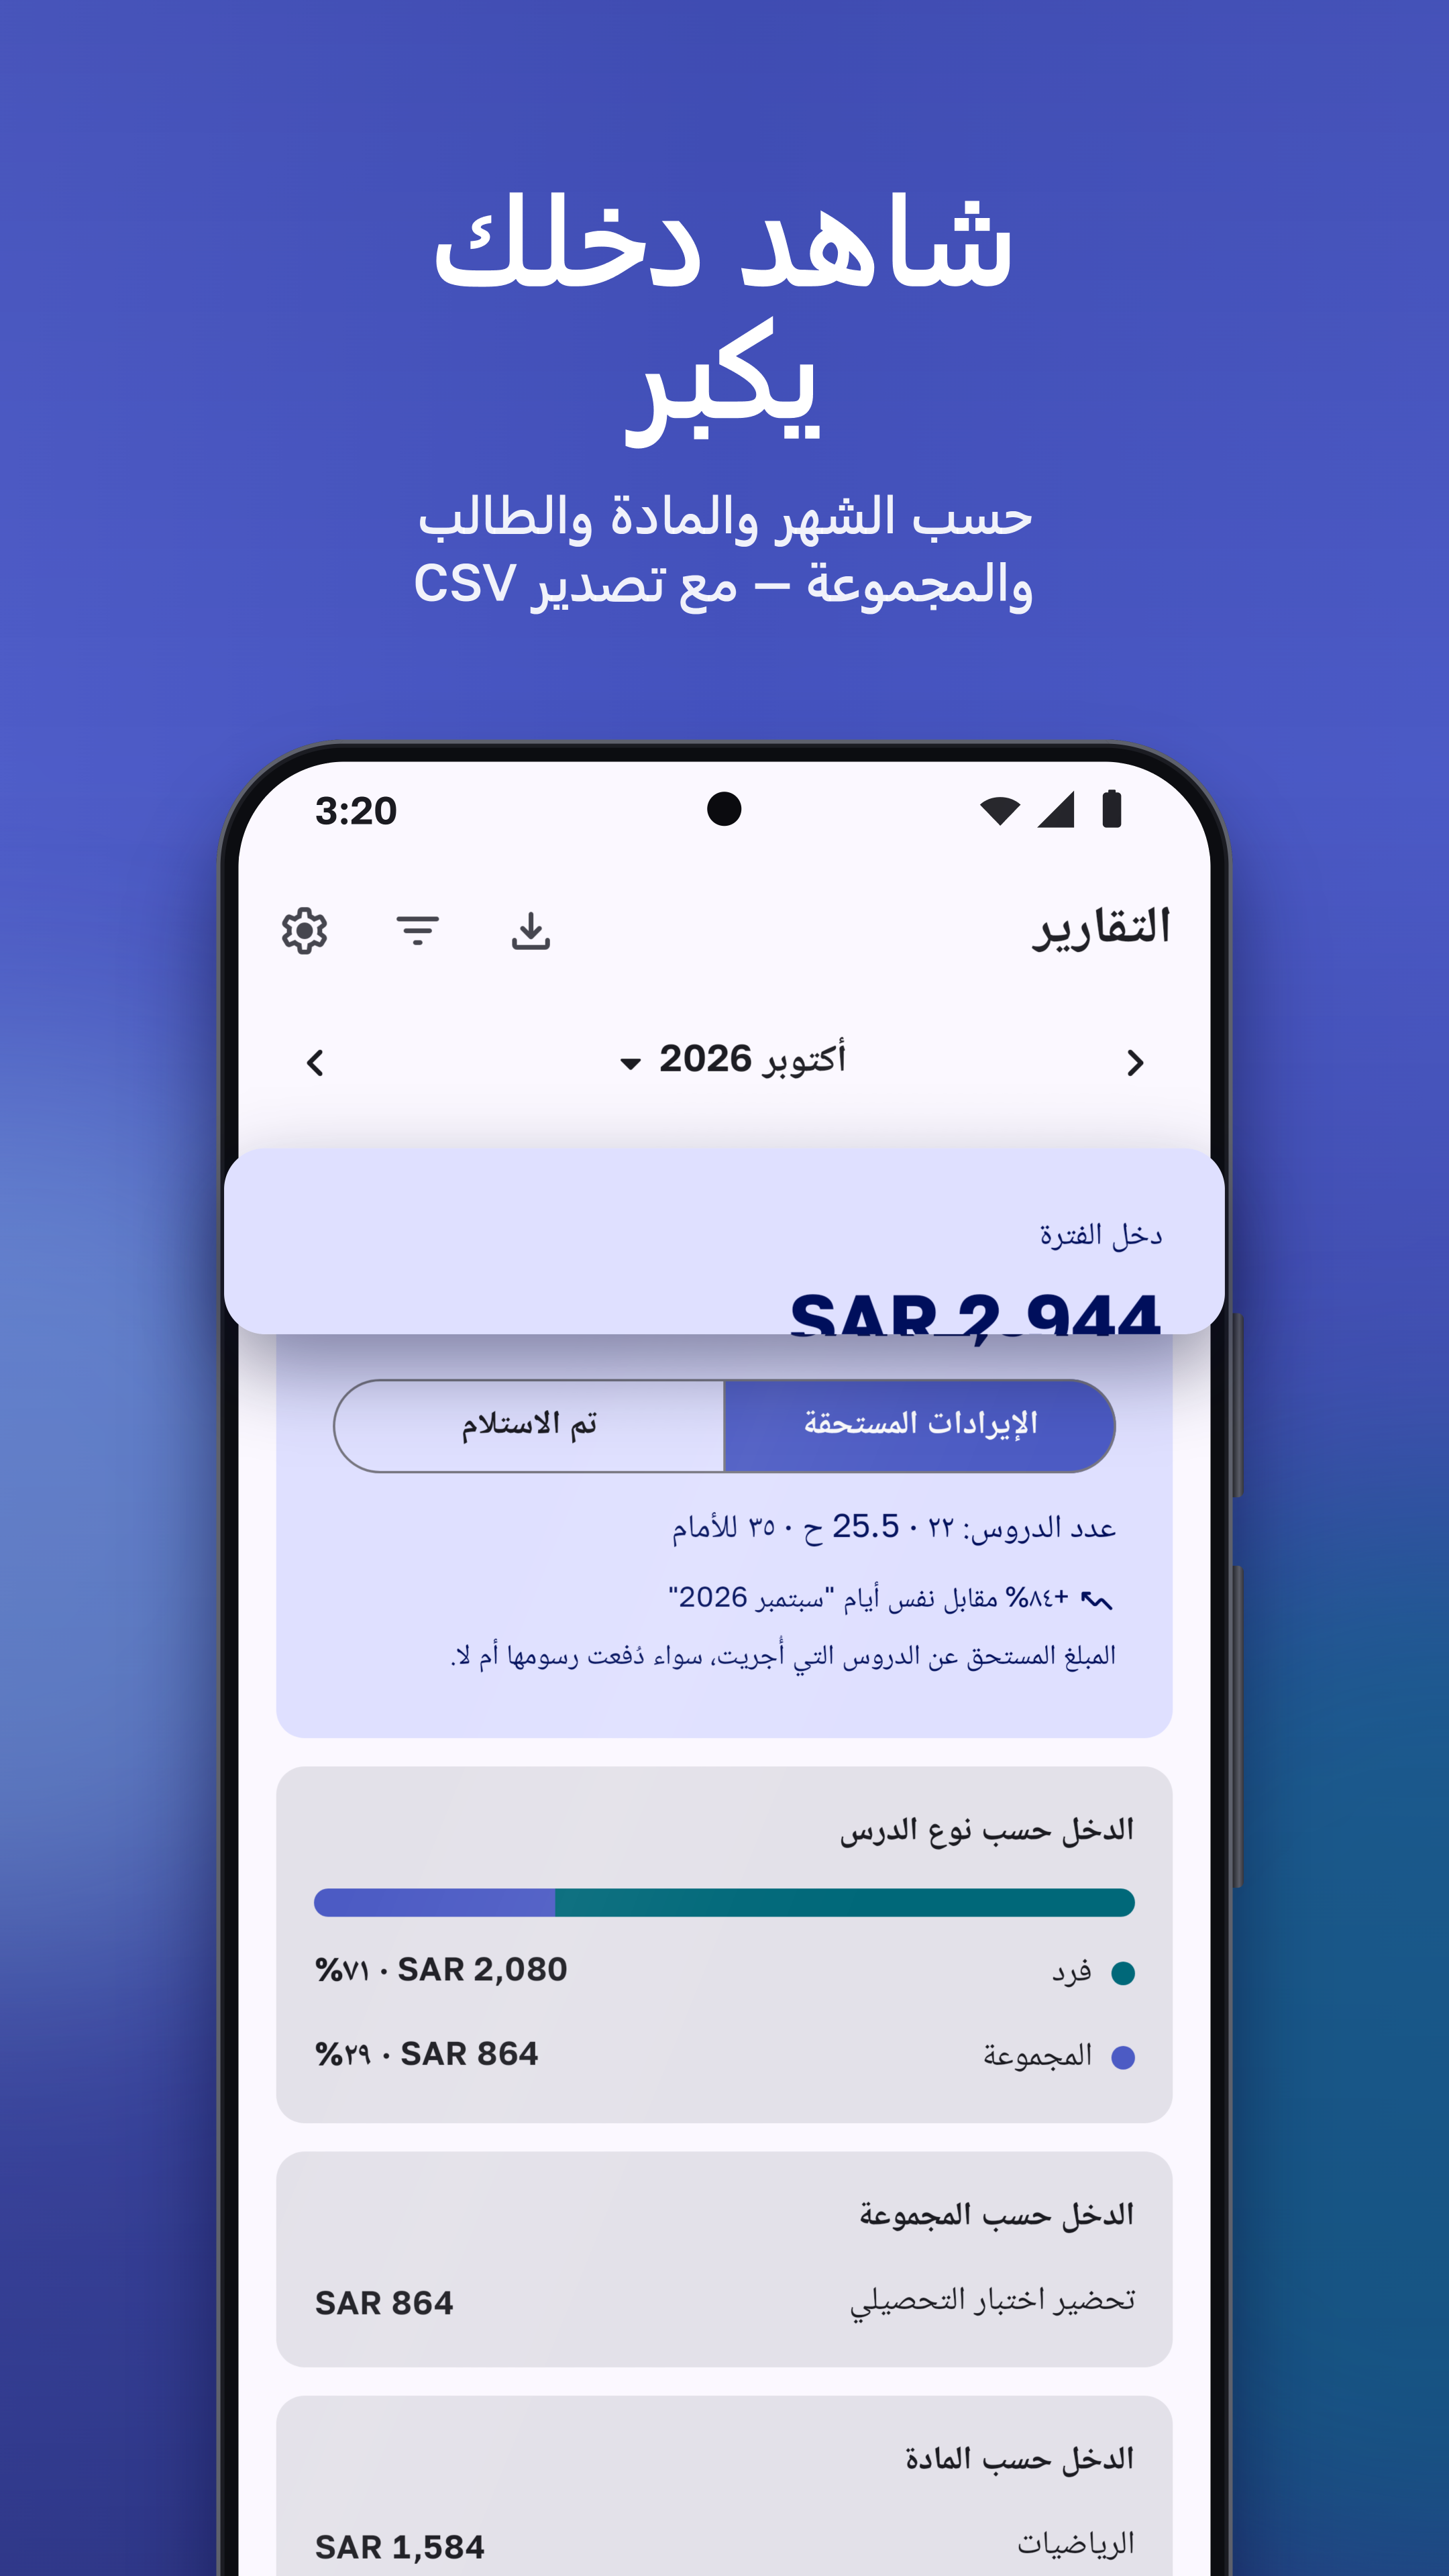 شاهد دخلك
يكبر
حسب الشهر والمادة والطالب
والمجموعة – مع تصدير CSV
3:20
التقارير
أكتوبر 2026
دخل الفترة
SAR 2,944
الإيرادات المستحقة
تم الاستلام
عدد الدروس: ٢٢ · 25.5 ح · ٣٥ للأمام
+٨٤% مقابل نفس أيام "سبتمبر 2026"
المبلغ المستحق عن الدروس التي أُجريت، سواء دُفعت رسومها أم لا.
الدخل حسب نوع الدرس
فرد
SAR 2,080 · ٧١%
المجموعة
SAR 864 · ٢٩%
الدخل حسب المجموعة
تحضير اختبار التحصيلي
SAR 864
الدخل حسب المادة
الرياضيات
SAR 1,584